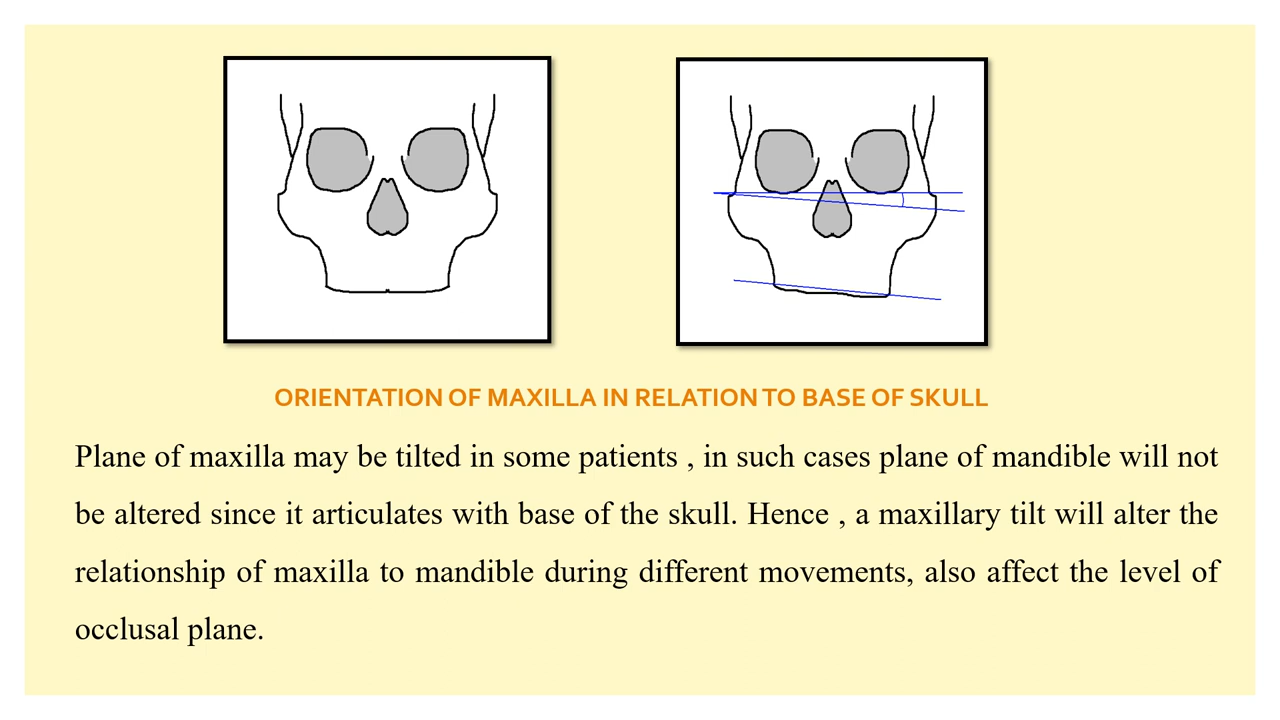 ORIENTATION OF MAXILLA IN RELATION TO BASE OF SKULL
Plane of maxilla may be tilted in some patients , in such cases plane of mandible will not
be altered since it articulates with base of the skull. Hence , a maxillary tilt will alter the
relationship of maxilla to mandible during different movements, also affect the level of
occlusal plane.